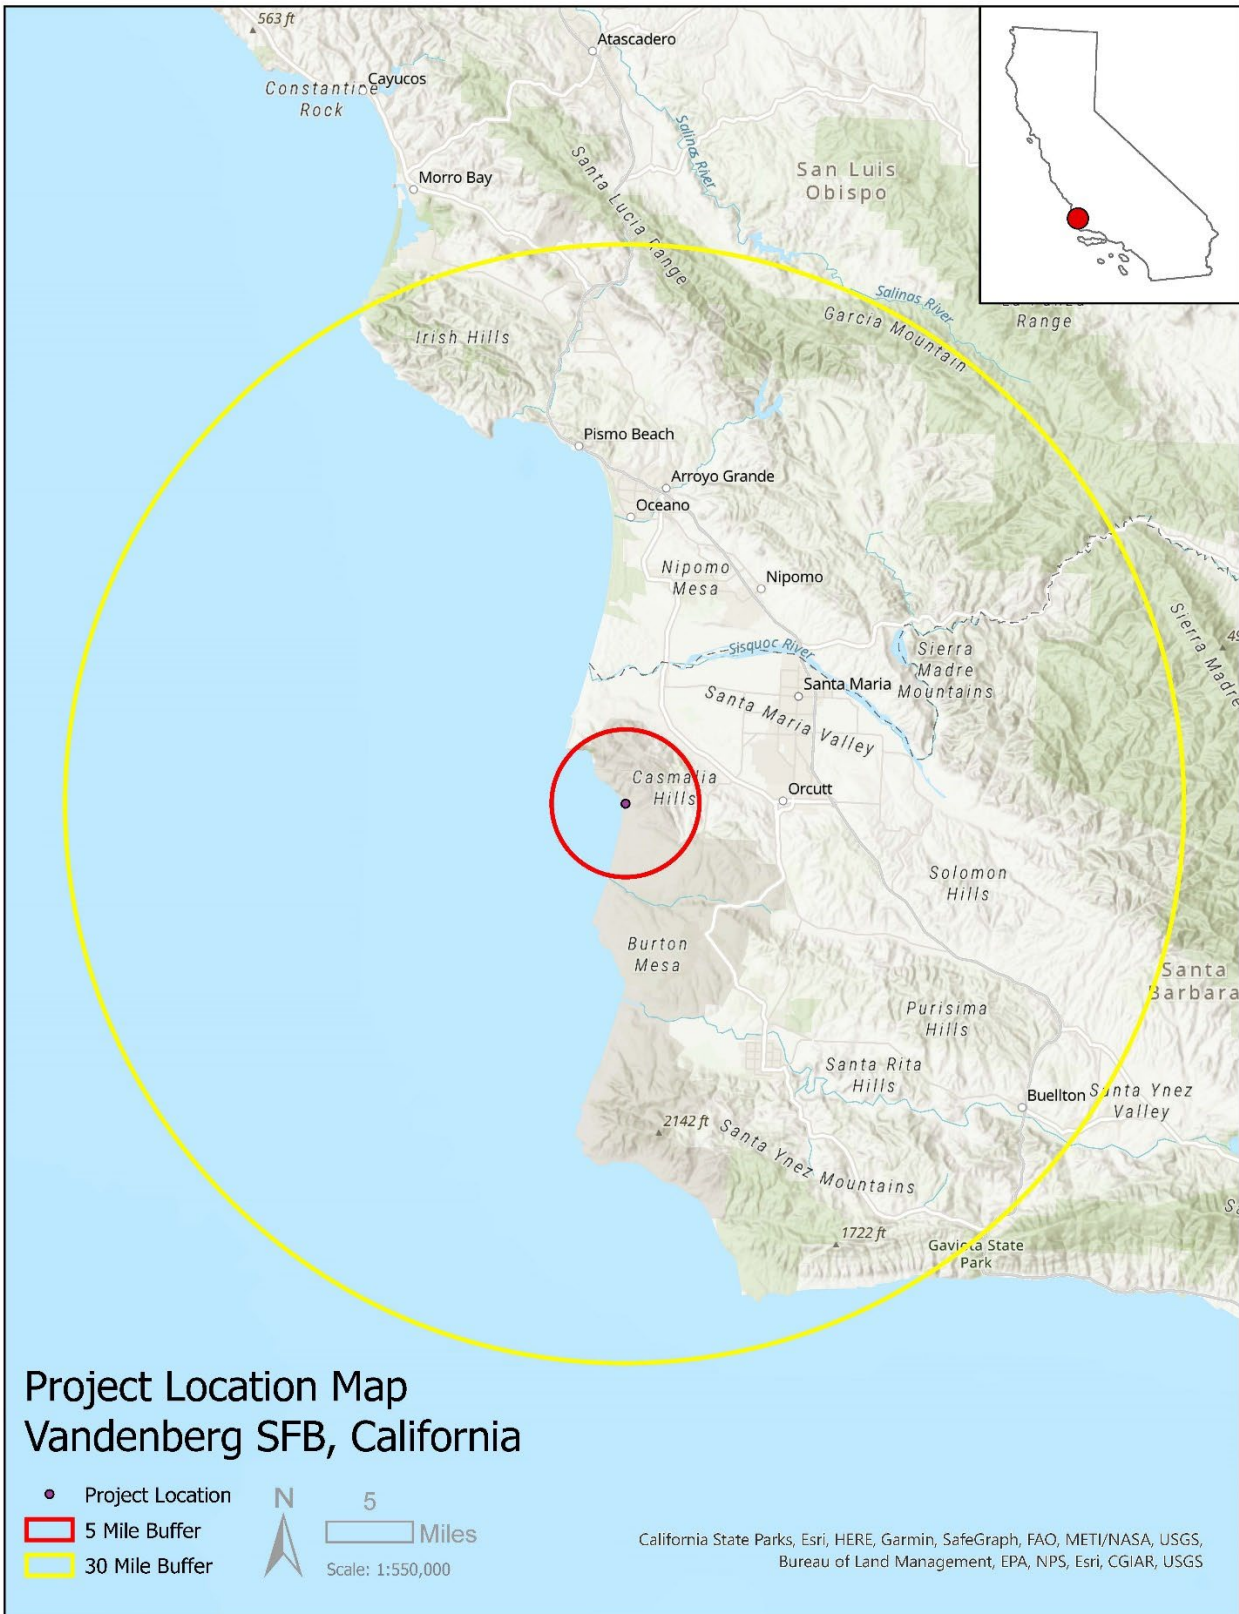 563 ft
Atascadero
Cayucos
Constantine
Rock
Salinas River
San Luis
Obispo
Santa Lucia Range
Morro Bay
Salinas River
Range
Garcia Mountain
Irish Hills
Pismo Beach
Arroyo Grande
Oceano
Nipomo
Mesa
Nipomo
Sierra Madre
49
Sisquoc River
Sierra
Madre
Mountains
Santa Maria
Santa Maria Valley
Casmalia
Hills
Orcutt
Solomon
Hills
Burton
Mesa
Santa
Barbara
Purisima
Hills
Santa Rita
Hills
Buellton
Santa Ynez
Valley
2142 ft
Santa Ynez Mountains
1722 ft
Gaviota State
Park
Project Location Map
Vandenberg SFB, California
Project Location
5 Mile Buffer
30 Mile Buffer
N
5
Miles
Scale: 1:550,000
California State Parks, Esri, HERE, Garmin, SafeGraph, FAO, METI/NASA, USGS,
Bureau of Land Management, EPA, NPS, Esri, CGIAR, USGS